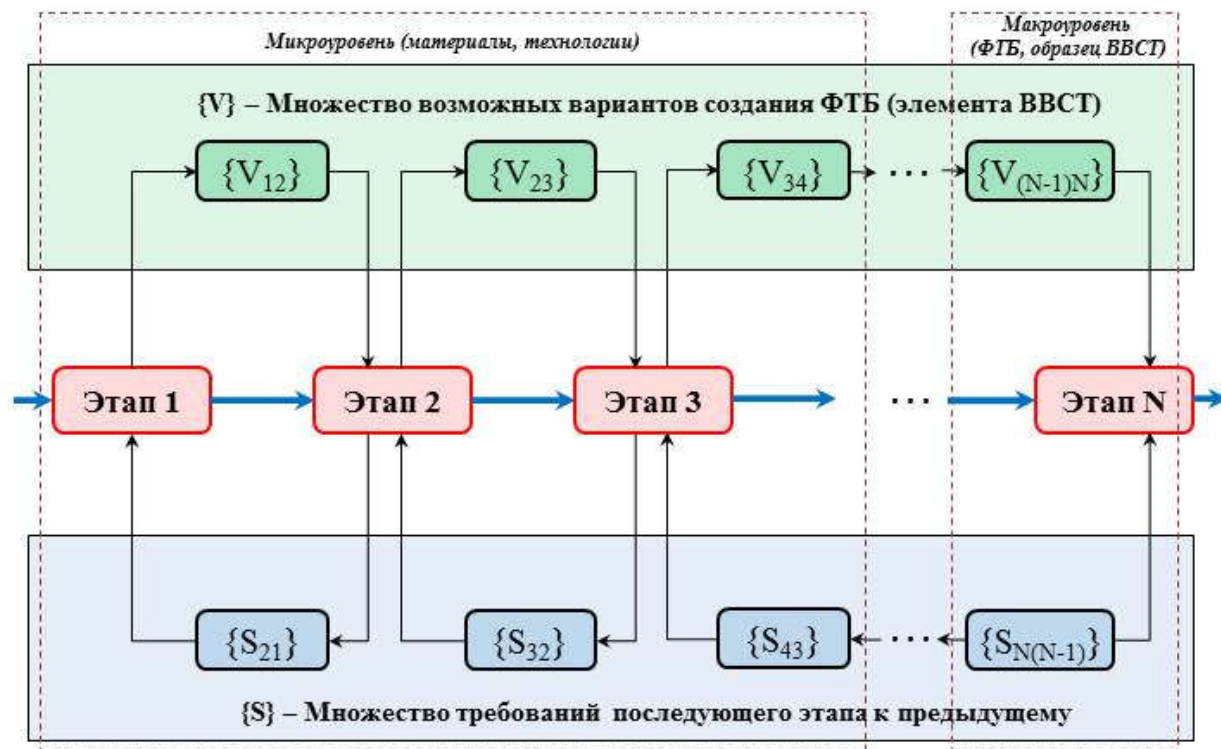 Микроуровень (материалы, технологии)
Макроуровень
(ФТБ, образец ВВСТ)
{V} – Множество возможных вариантов создания ФТБ (элемента ВВСТ)
{V12}
{V23}
{V34}
...
{V(N-1)N}
Этап 1
Этап 2
Этап 3
...
Этап N
{S21}
{S32}
{S43}
...
{SN(N-1)}
{S} – Множество требований последующего этапа к предыдущему